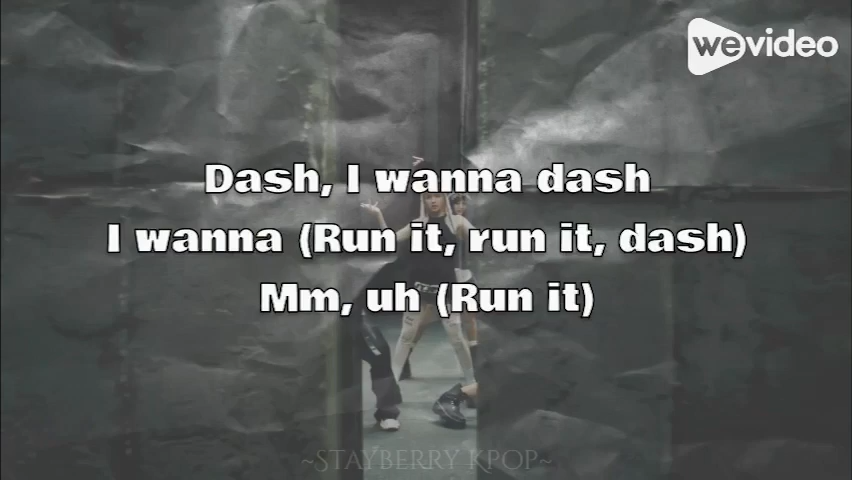 wevideo
Dash, I wanna dash
I wanna (Run it, run it, dash)
Mm, uh (Run it)
~Stayberry Kpop~